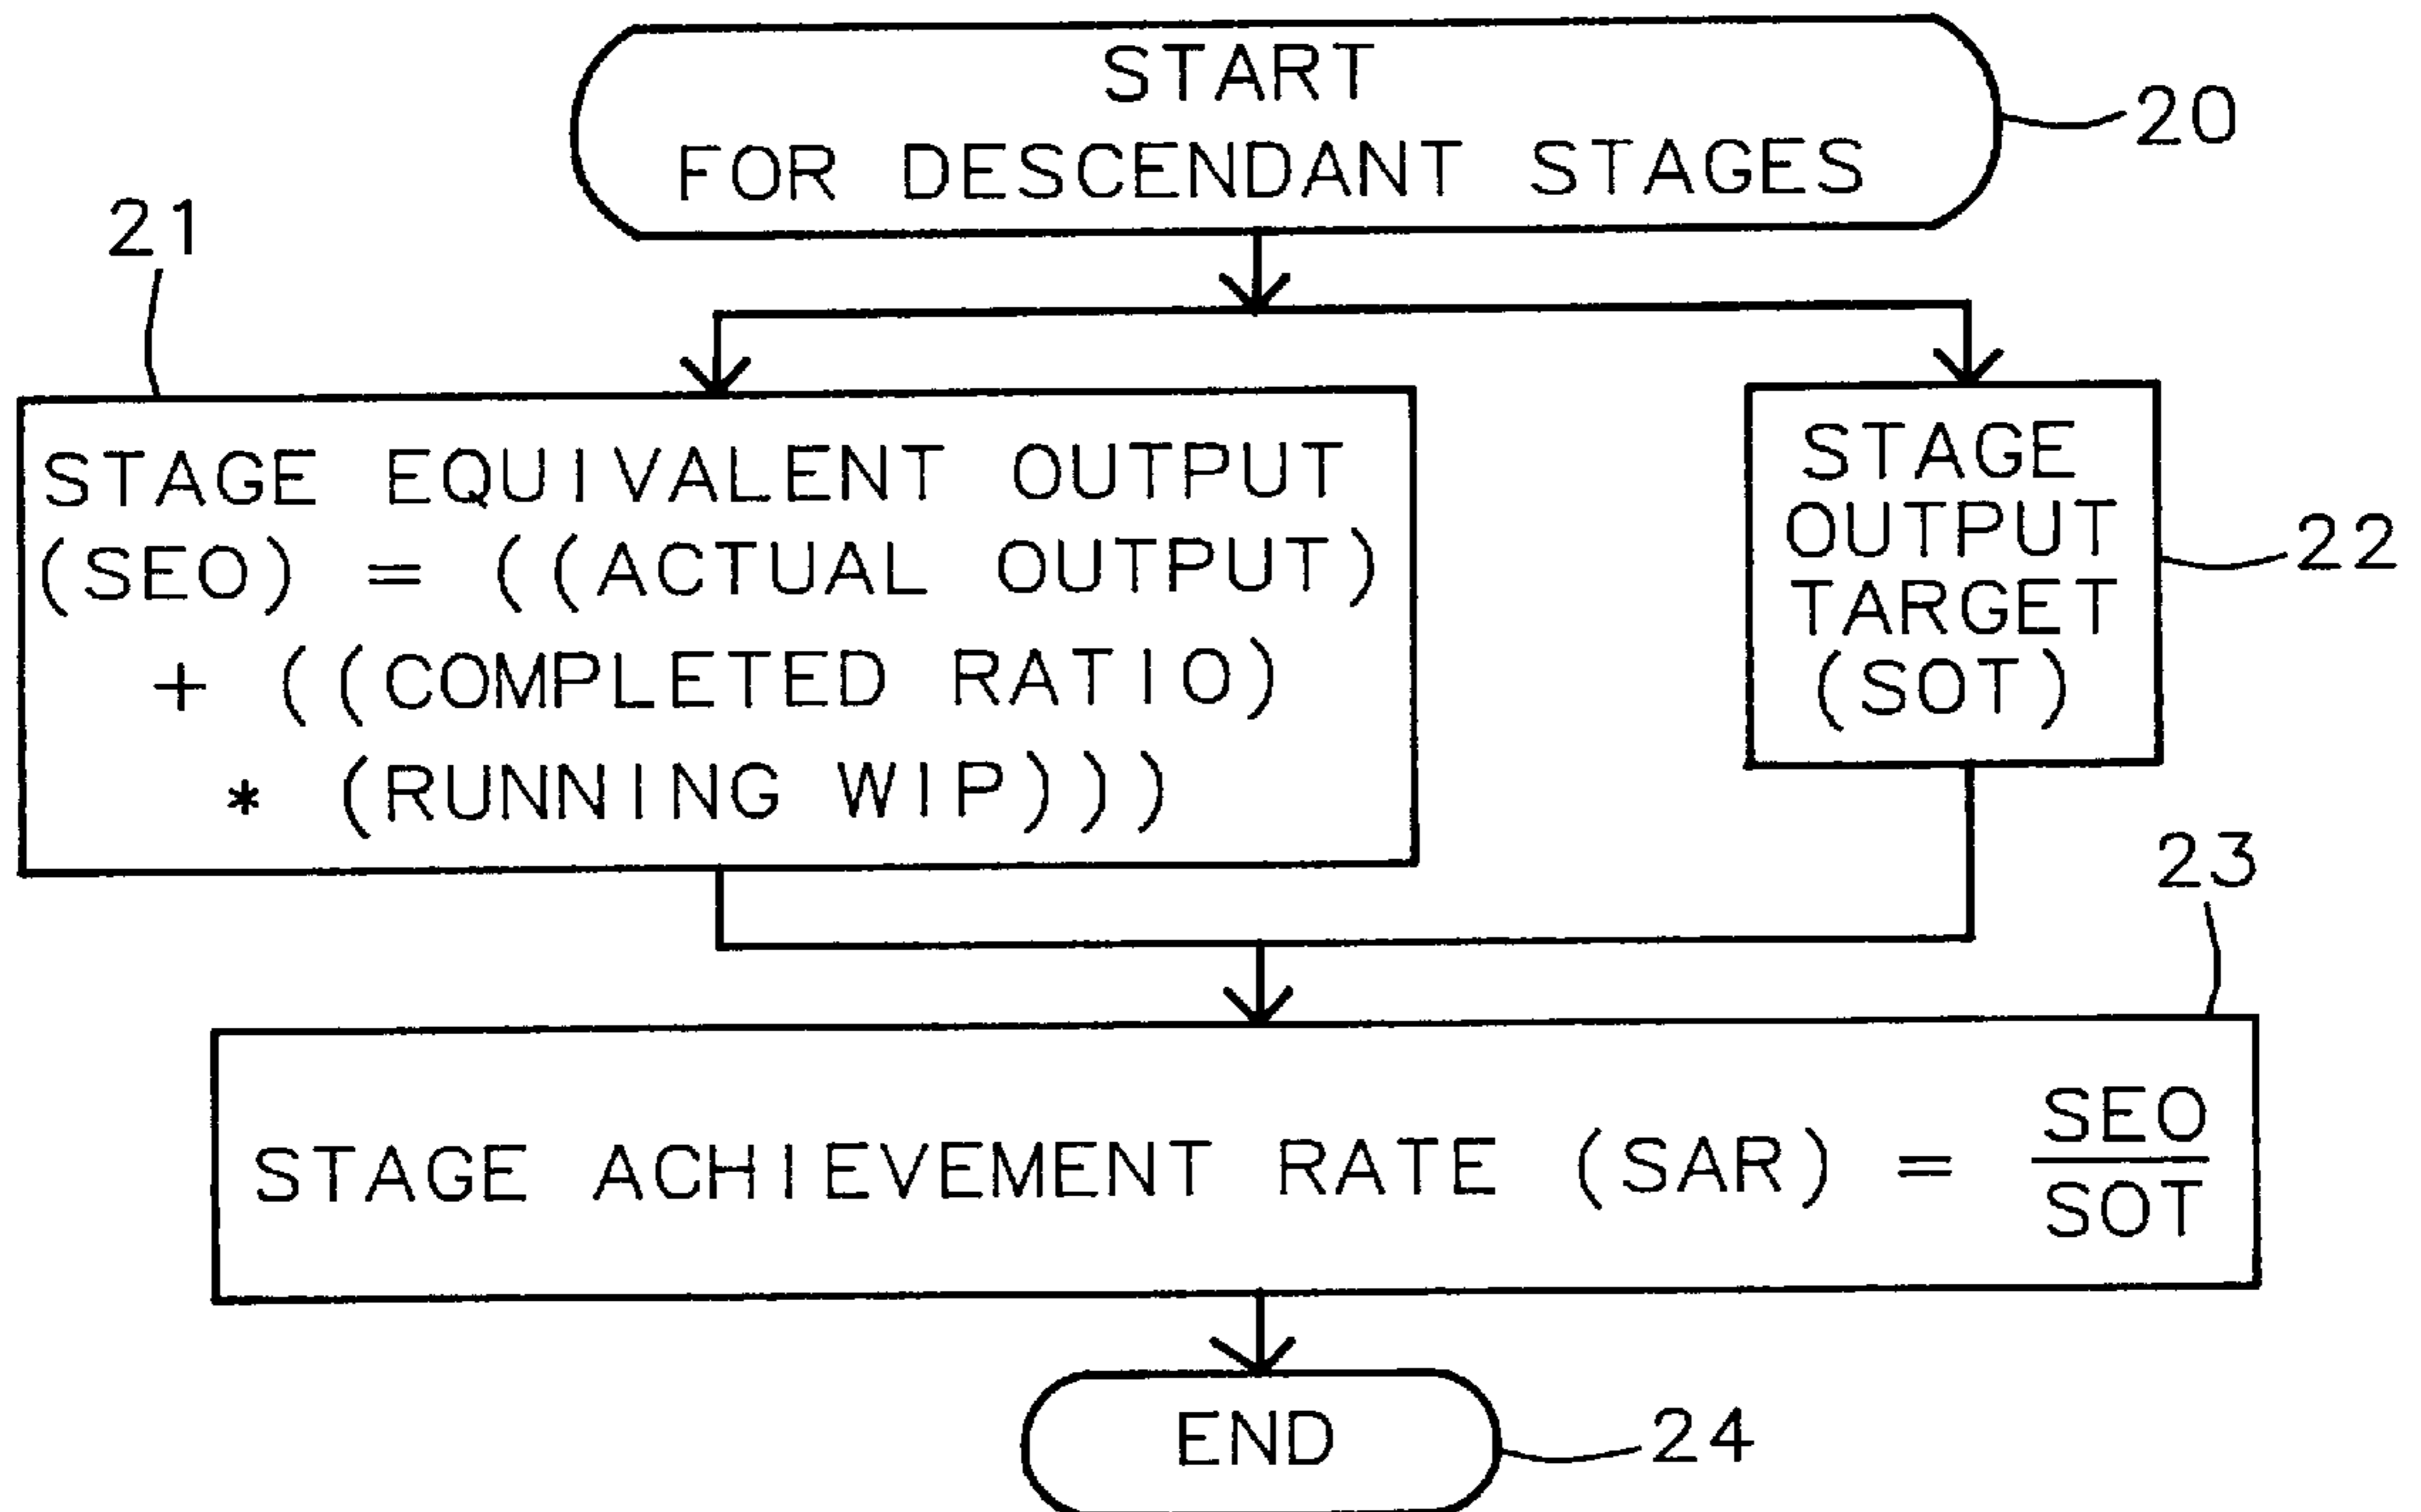 START
FOR DESCENDANT STAGES
20
21
STAGE EQUIVALENT OUTPUT
(SEO) = ((ACTUAL OUTPUT)
+ ((COMPLETED RATIO)
* (RUNNING WIP)))
STAGE
OUTPUT
TARGET
(SOT)
22
23
STAGE ACHIEVEMENT RATE (SAR) = SEO
SOT
END
24